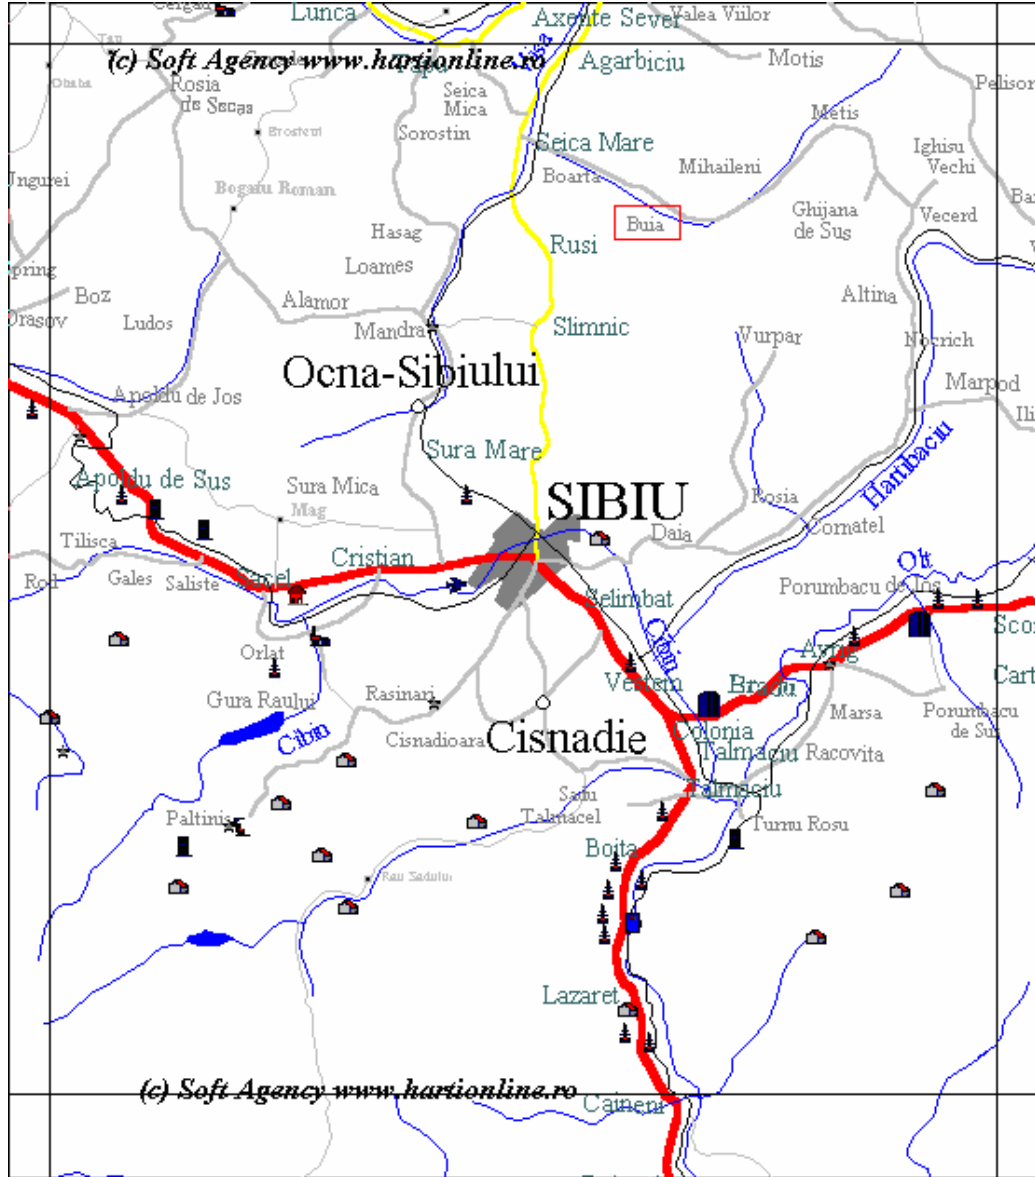 Lunca
Axente Sever
Valea Viilor
(c) Soft Agency www.hartionline.ro
Visa
Agarbiciu
Motis
Rosia
de Secas
Seica
Mica
Metis
Brosteni
Sorostin
Seica Mare
Ighisu
Vechi
Mihaileni
Boarta
Bogatu Roman
Ghijana
de Sus
Vecerd
Buia
Hasag
Rusi
Loames
Boz
Alamor
Altina
Ludos
Mandra
Slimnic
Vurpar
Nocrich
Ocna-Sibiului
Marpod
Apoldu de Jos
Hartibaciu
Sura Mare
Apoldu de Sus
Sura Mica
Mag
SIBIU
Rosia
Cornatel
Daia
Tilisca
Cristian
Olt
Rod
Gales
Saliste
Sacel
Porumbacu de Jos
Selimbat
Cibin
Orlat
Avrig
Vestem
Bradu
Gura Raului
Rasinari
Marsa
Porumbacu
de Sus
Cibin
Cisnadioara
Cisnadie
Colonia
Talmaciu
Racovita
Talmaciu
Sadu
Talmacel
Paltinis
Turnu Rosu
Boita
Rau Sadului
Lazaret
(c) Soft Agency www.hartionline.ro
Caineni